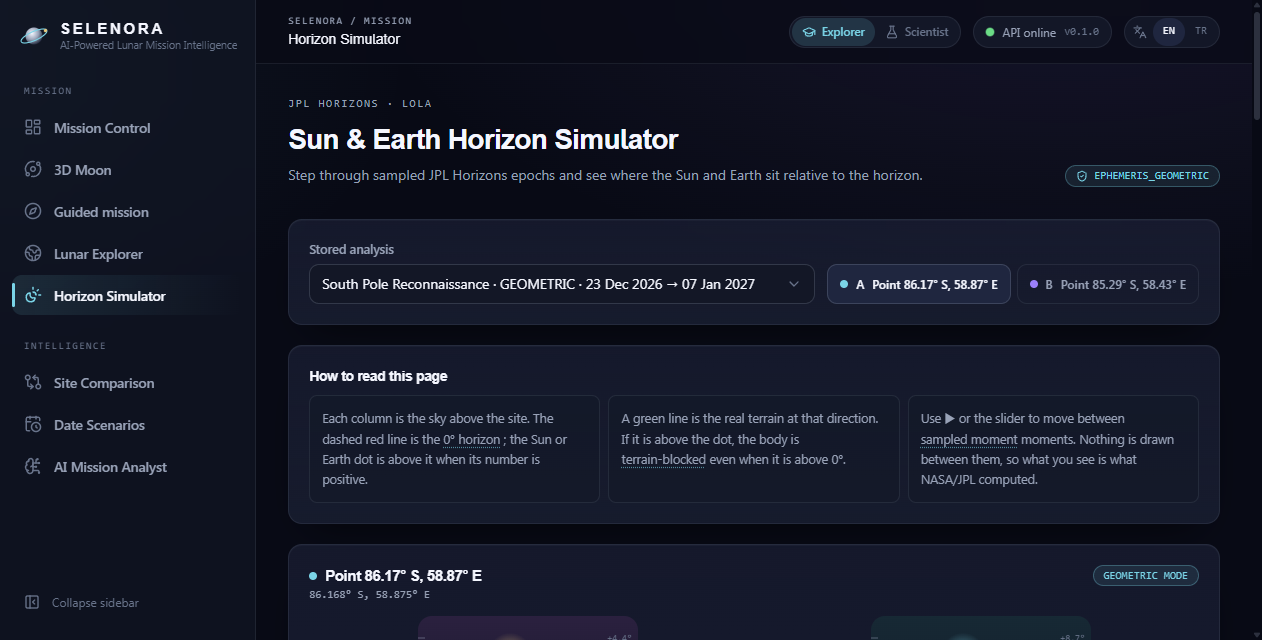 SELENORA
AI-Powered Lunar Mission Intelligence
MISSION
Mission Control
3D Moon
Guided mission
Lunar Explorer
Horizon Simulator
INTELLIGENCE
Site Comparison
Date Scenarios
AI Mission Analyst
Collapse sidebar
SELENORA / MISSION
Horizon Simulator
Explorer
Scientist
API online v0.1.0
EN
TR
JPL HORIZONS · LOLA
Sun & Earth Horizon Simulator
Step through sampled JPL Horizons epochs and see where the Sun and Earth sit relative to the horizon.
EPHEMERIS_GEOMETRIC
Stored analysis
South Pole Reconnaissance · GEOMETRIC · 23 Dec 2026 → 07 Jan 2027
A Point 86.17° S, 58.87° E
B Point 85.29° S, 58.43° E
How to read this page
Each column is the sky above the site. The
dashed red line is the 0° horizon ; the Sun or
Earth dot is above it when its number is
positive.
A green line is the real terrain at that direction.
If it is above the dot, the body is
terrain-blocked even when it is above 0°.
Use ▶ or the slider to move between
sampled moment moments. Nothing is drawn
between them, so what you see is what
NASA/JPL computed.
Point 86.17° S, 58.87° E
86.168° S, 58.875° E
GEOMETRIC MODE
+4.4°
+8.7°